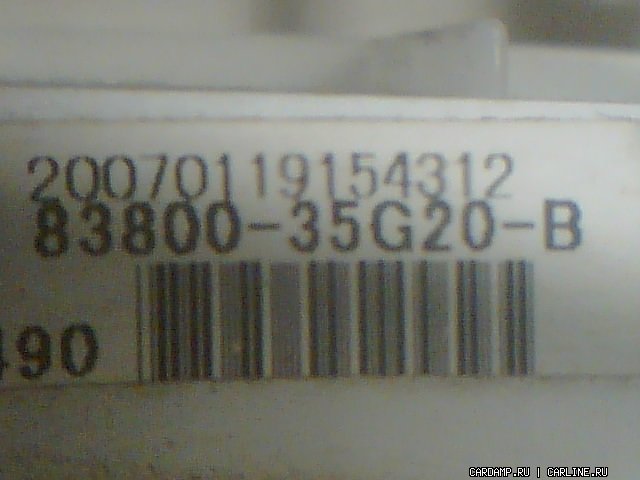 20070119154312
83800-35G20-B
490
CARDAMP.RU | CARLINE.RU